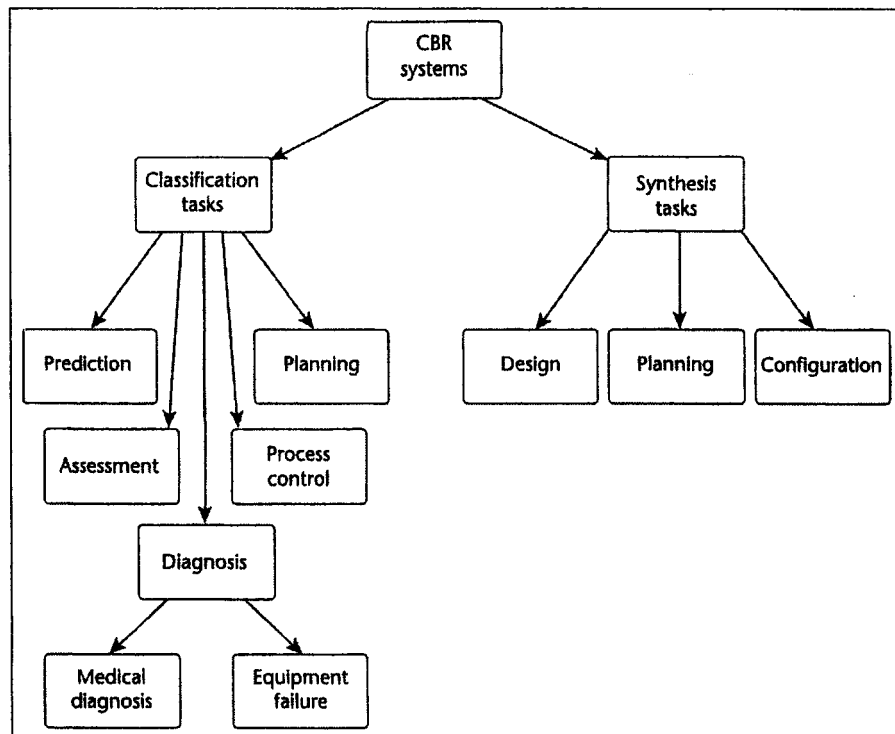 CBR
systems
Classification
tasks
Synthesis
tasks
Prediction
Planning
Design
Planning
Configuration
Assessment
Process
control
Diagnosis
Medical
diagnosis
Equipment
failure